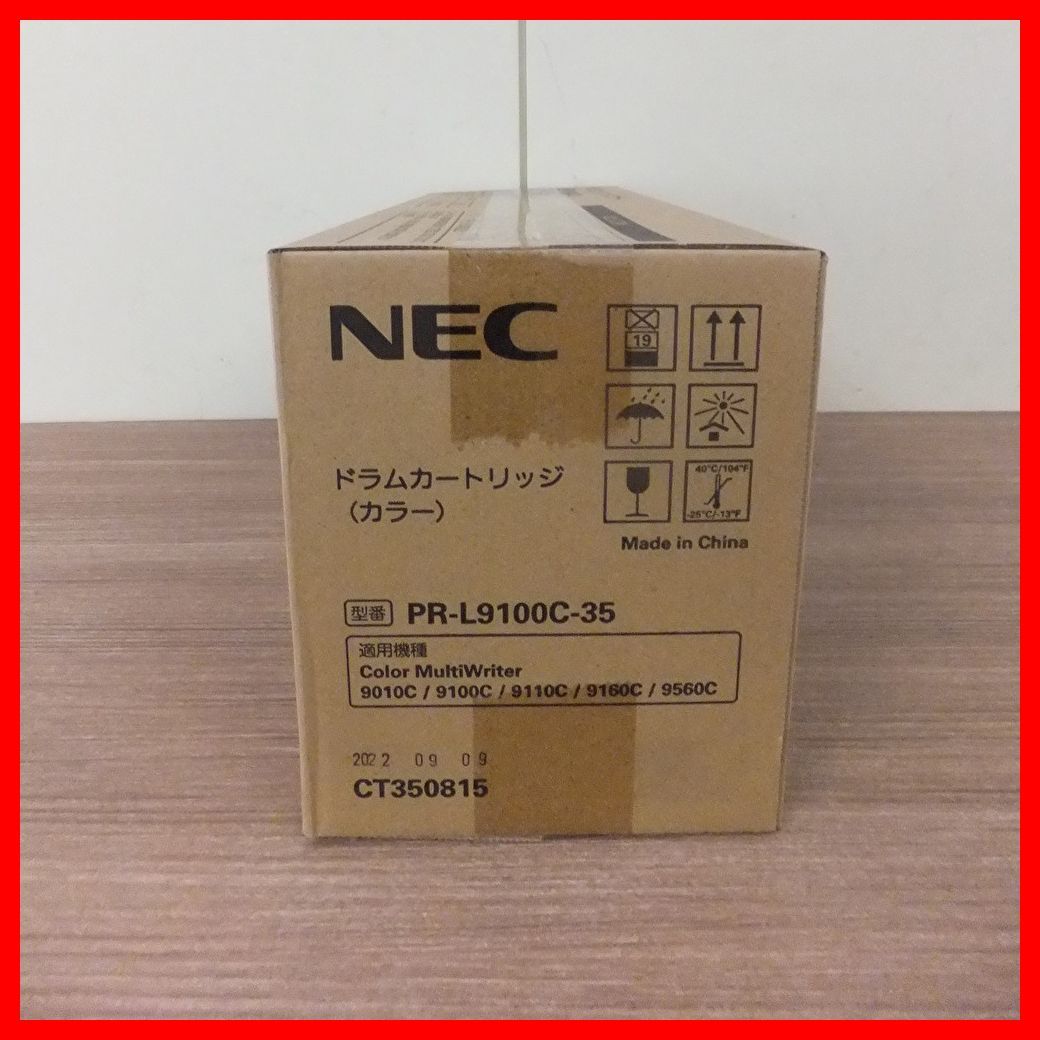 NEC
19
ドラムカートリッジ
（カラー）
40°C/104°F
-25°C/-13°F
Made in China
型番 PR-L9100C-35
適用機種
Color MultiWriter
9010C / 9100C / 9110C / 9160C / 9560C
2022 09 09
CT350815